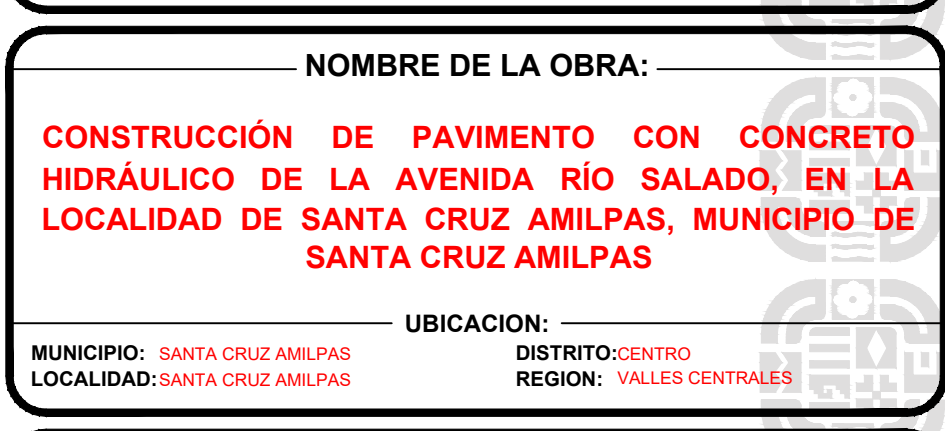 NOMBRE DE LA OBRA:
CONSTRUCCIÓN DE PAVIMENTO CON CONCRETO
HIDRÁULICO DE LA AVENIDA RÍO SALADO, EN LA
LOCALIDAD DE SANTA CRUZ AMILPAS, MUNICIPIO DE
SANTA CRUZ AMILPAS
UBICACION:
MUNICIPIO: SANTA CRUZ AMILPAS DISTRITO:CENTRO
LOCALIDAD:SANTA CRUZ AMILPAS REGION: VALLES CENTRALES